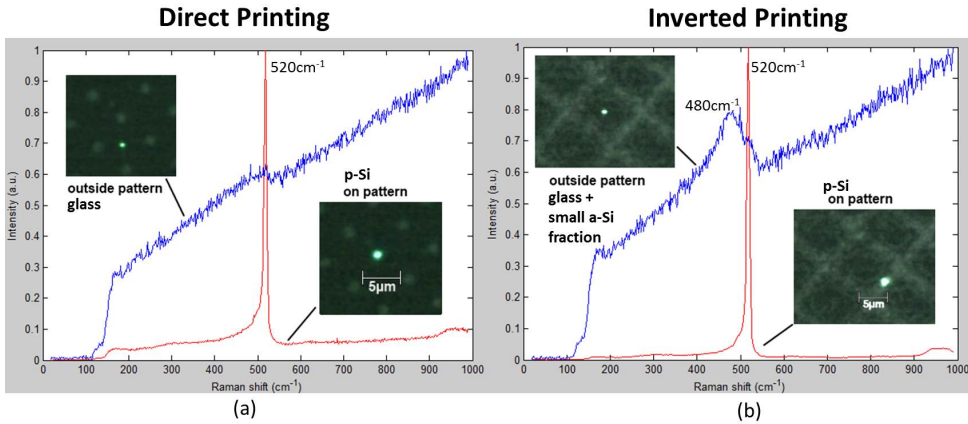 Direct Printing
1
0.9
0.8
0.7
0.6
0.5
0.4
0.3
0.2
0.1
0
Intensity (a.u.)
520cm-1
outside pattern
glass
p-Si
on pattern
5μm
0 100 200 300 400 500 600 700 800 900 1000
Raman shift (cm-1)
(a)
Inverted Printing
1
0.9
0.8
0.7
0.6
0.5
0.4
0.3
0.2
0.1
0
Intensity (a.u.)
520cm-1
480cm-1
outside pattern
glass +
small a-Si
fraction
p-Si
on pattern
5μm
0 100 200 300 400 500 600 700 800 900 1000
Raman shift (cm-1)
(b)